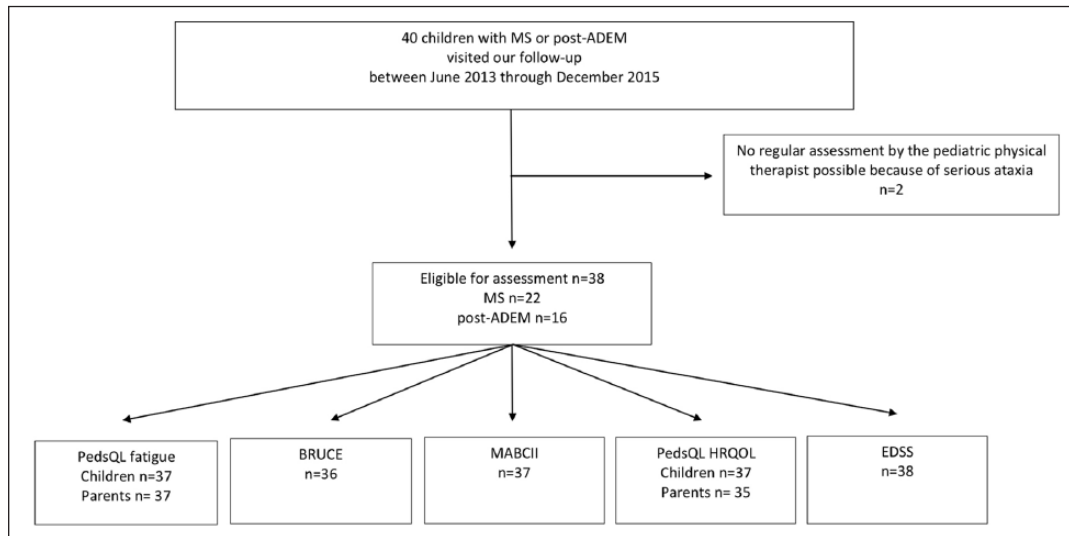 40 children with MS or post-ADEM
visited our follow-up
between June 2013 through December 2015
No regular assessment by the pediatric physical
therapist possible because of serious ataxia
n=2
Eligible for assessment n=38
MS n=22
post-ADEM n=16
PedsQL fatigue
Children n=37
Parents n= 37
BRUCE
n=36
MABCII
n=37
PedsQL HRQOL
Children n=37
Parents n= 35
EDSS
n=38